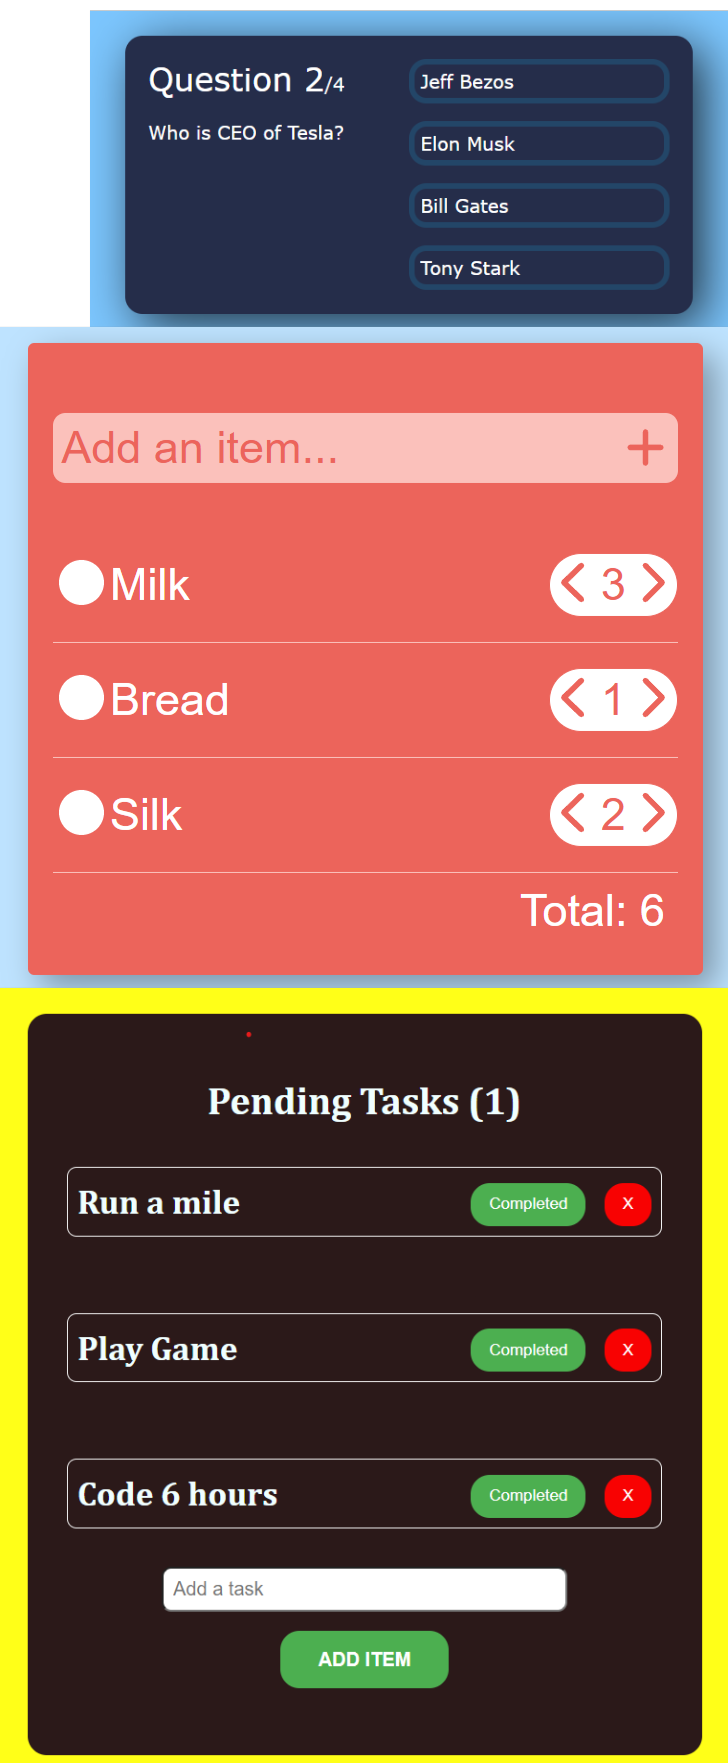 Question 2/4
Who is CEO of Tesla?
Jeff Bezos
Elon Musk
Bill Gates
Tony Stark
Add an item... +
Milk < 3 >
Bread < 1 >
Silk < 2 >
Total: 6
Pending Tasks (1)
Run a mile Completed X
Play Game Completed X
Code 6 hours Completed X
Add a task
ADD ITEM